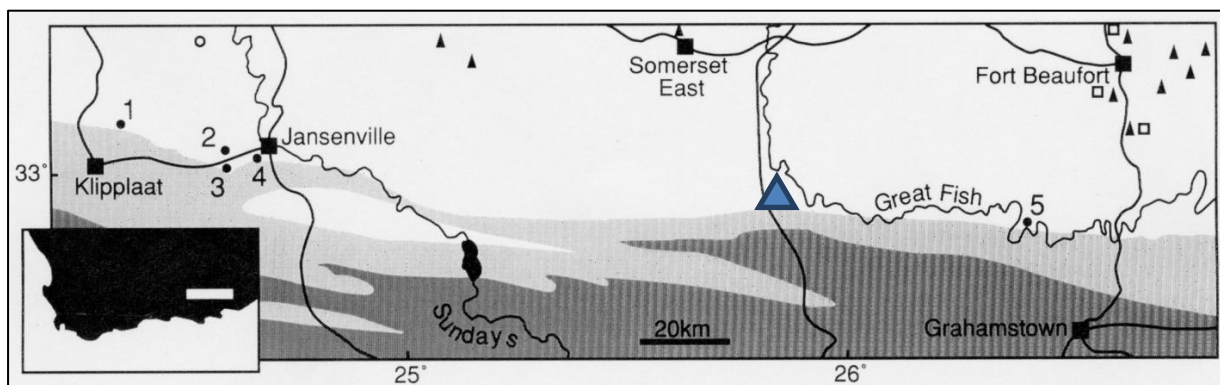 Somerset
East
Fort Beaufort
1
2
Jansenville
33°
Klipplaat
3
4
Great Fish
5
Sundays
20km
Grahamstown
25°
26°